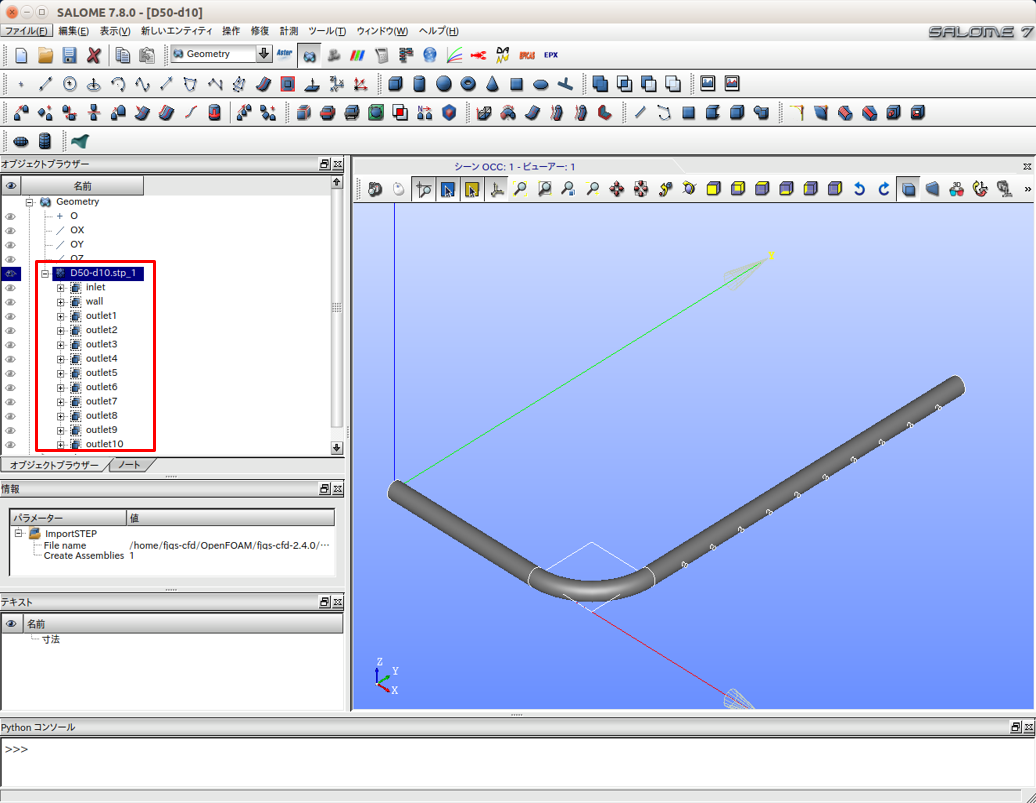 SALOME 7.8.0 - [D50-d10]
ファイル(F) 編集(E) 表示(V) 新しいエンティティ 操作 修復 計測 ツール(T) ウィンドウ(W) ヘルプ(H)
SALOME 7
Geometry
Aster
EPX
オブジェクトブラウザー
名前
Geometry
O
OX
OY
OZ
D50-d10.stp_1
inlet
wall
outlet1
outlet2
outlet3
outlet4
outlet5
outlet6
outlet7
outlet8
outlet9
outlet10
オブジェクトブラウザー ノート
情報
パラメーター 値
ImportSTEP
File name /home/fjgs-cfd/OpenFOAM/fjgs-cfd-2.4.0/…
Create Assemblies 1
テキスト
名前
寸法
シーン OCC: 1 - ビューアー: 1
»
Z
Y
X
Python コンソール
>>>